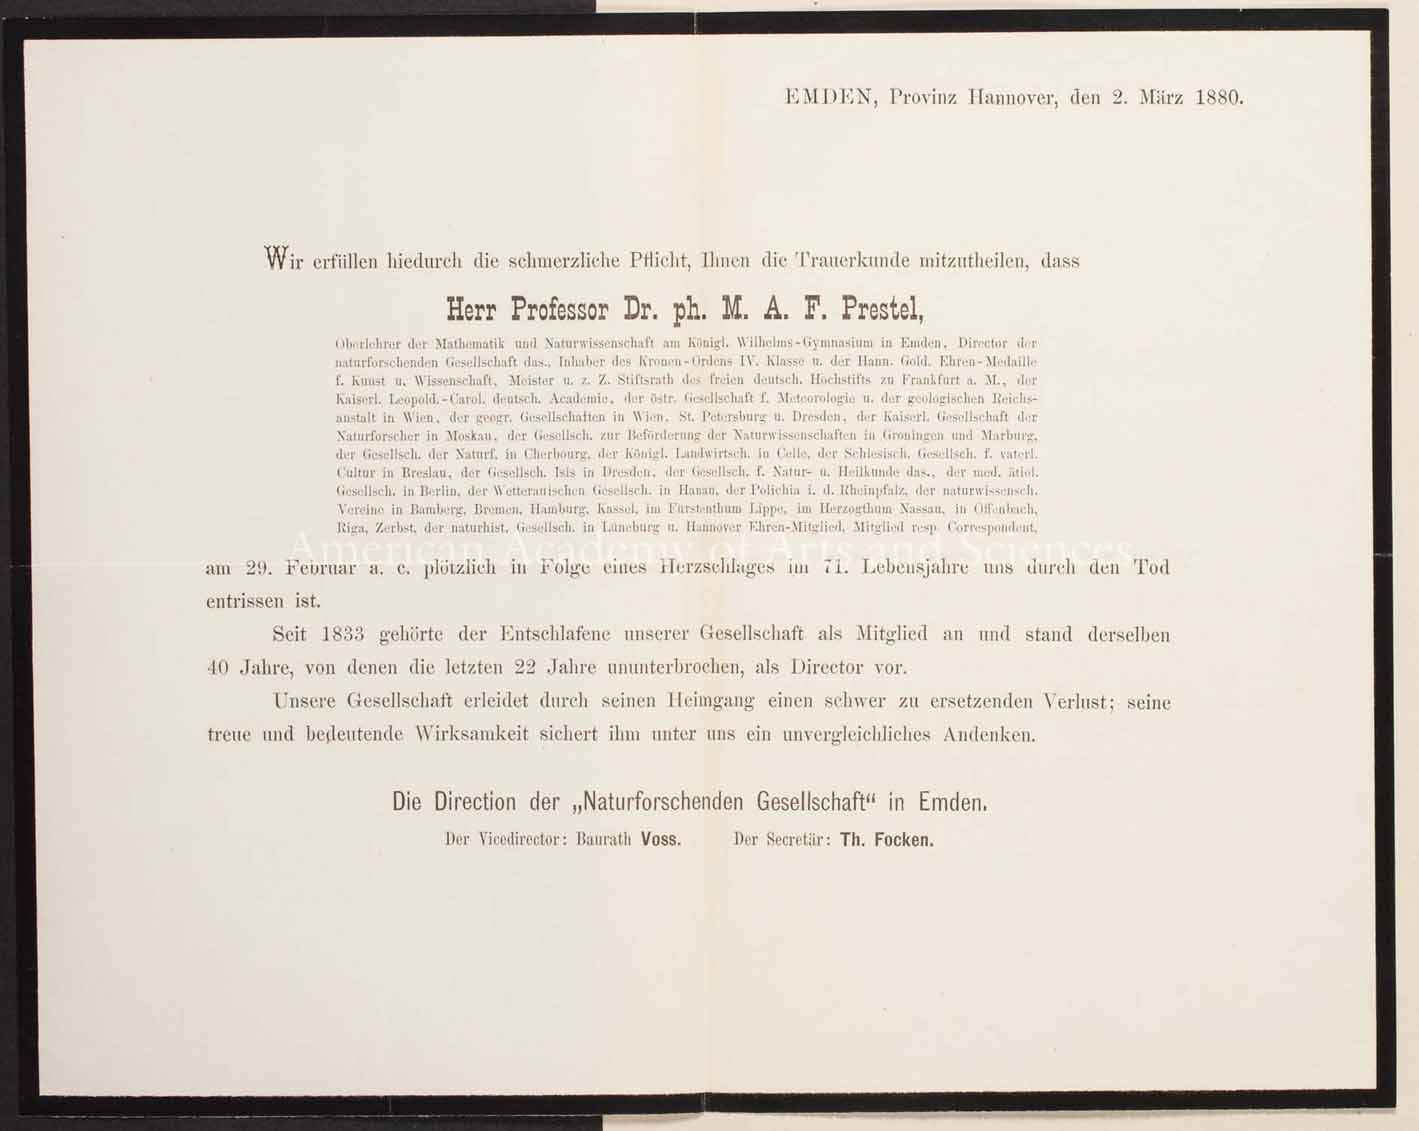 EMDEN, Provinz Hannover, den 2. März 1880.
Wir erfüllen hiedurch die schmerzliche Pflicht, Ihnen die Trauerkunde mitzutheilen, dass
Herr Professor Dr. ph. M. A. F. Prestel,
Oberlehrer der Mathematik und Naturwissenschaft am Königl. Wilhelms-Gymnasium in Emden, Director der
naturforschenden Gesellschaft das., Inhaber des Kronen-Ordens IV. Klasse u. der Hann. Gold. Ehren-Medaille
f. Kunst u. Wissenschaft, Meister u. z. Z. Stiftsrath des freien deutsch. Hochstifts zu Frankfurt a. M., der
Kaiserl. Leopold.-Carol. deutsch. Academie, der östr. Gesellschaft f. Meteorologie u. der geologischen Reichs-
anstalt in Wien, der geogr. Gesellschaften in Wien, St. Petersburg u. Dresden, der Kaiserl. Gesellschaft der
Naturforscher in Moskau, der Gesellsch. zur Beförderung der Naturwissenschaften in Groningen und Marburg,
der Gesellsch. der Naturf. in Cherbourg, der Königl. Landwirtsch. in Celle, der Schlesisch. Gesellsch. f. vaterl.
Cultur in Breslau, der Gesellsch. Isis in Dresden, der Gesellsch. f. Natur- u. Heilkunde das., der med. ätiol.
Gesellsch. in Berlin, der Wetterauischen Gesellsch. in Hanau, der Polichia i. d. Rheinpfalz, der naturwissensch.
Vereine in Bamberg, Bremen, Hamburg, Kassel, im Fürstenthum Lippe, im Herzogthum Nassau, in Offenbach,
Riga, Zerbst, der naturhist. Gesellsch. in Lüneburg u. Hannover Ehren-Mitglied, Mitglied resp. Correspondent,
American Academy of Arts and Sciences
am 29. Februar a. c. plötzlich in Folge eines Herzschlages im 71. Lebensjahre uns durch den Tod
entrissen ist.
Seit 1833 gehörte der Entschlafene unserer Gesellschaft als Mitglied an und stand derselben
40 Jahre, von denen die letzten 22 Jahre ununterbrochen, als Director vor.
Unsere Gesellschaft erleidet durch seinen Heimgang einen schwer zu ersetzenden Verlust; seine
treue und bedeutende Wirksamkeit sichert ihm unter uns ein unvergleichliches Andenken.
Die Direction der „Naturforschenden Gesellschaft“ in Emden.
Der Vicedirector: Baurath Voss. Der Secretär: Th. Focken.